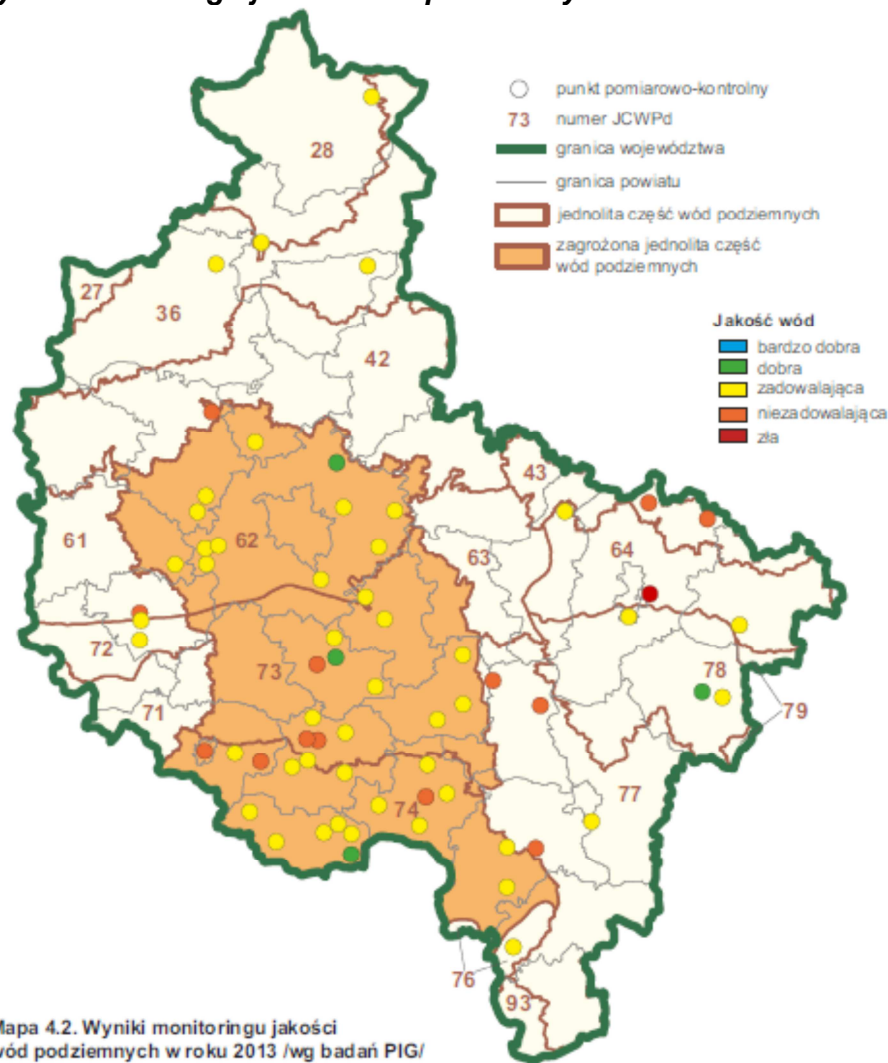 punkt pomiarowo-kontrolny
73 numer JCWPd
granica województwa
granica powiatu
jednolita część wód podziemnych
zagrożona jednolita część
wód podziemnych
Jakość wód
bardzo dobra
dobra
zadowalająca
niezadowalająca
zła
28
27
36
42
43
61
62
63
64
72
73
78
71
79
77
74
76
93
Mapa 4.2. Wyniki monitoringu jakości
wód podziemnych w roku 2013 /wg badań PIG/